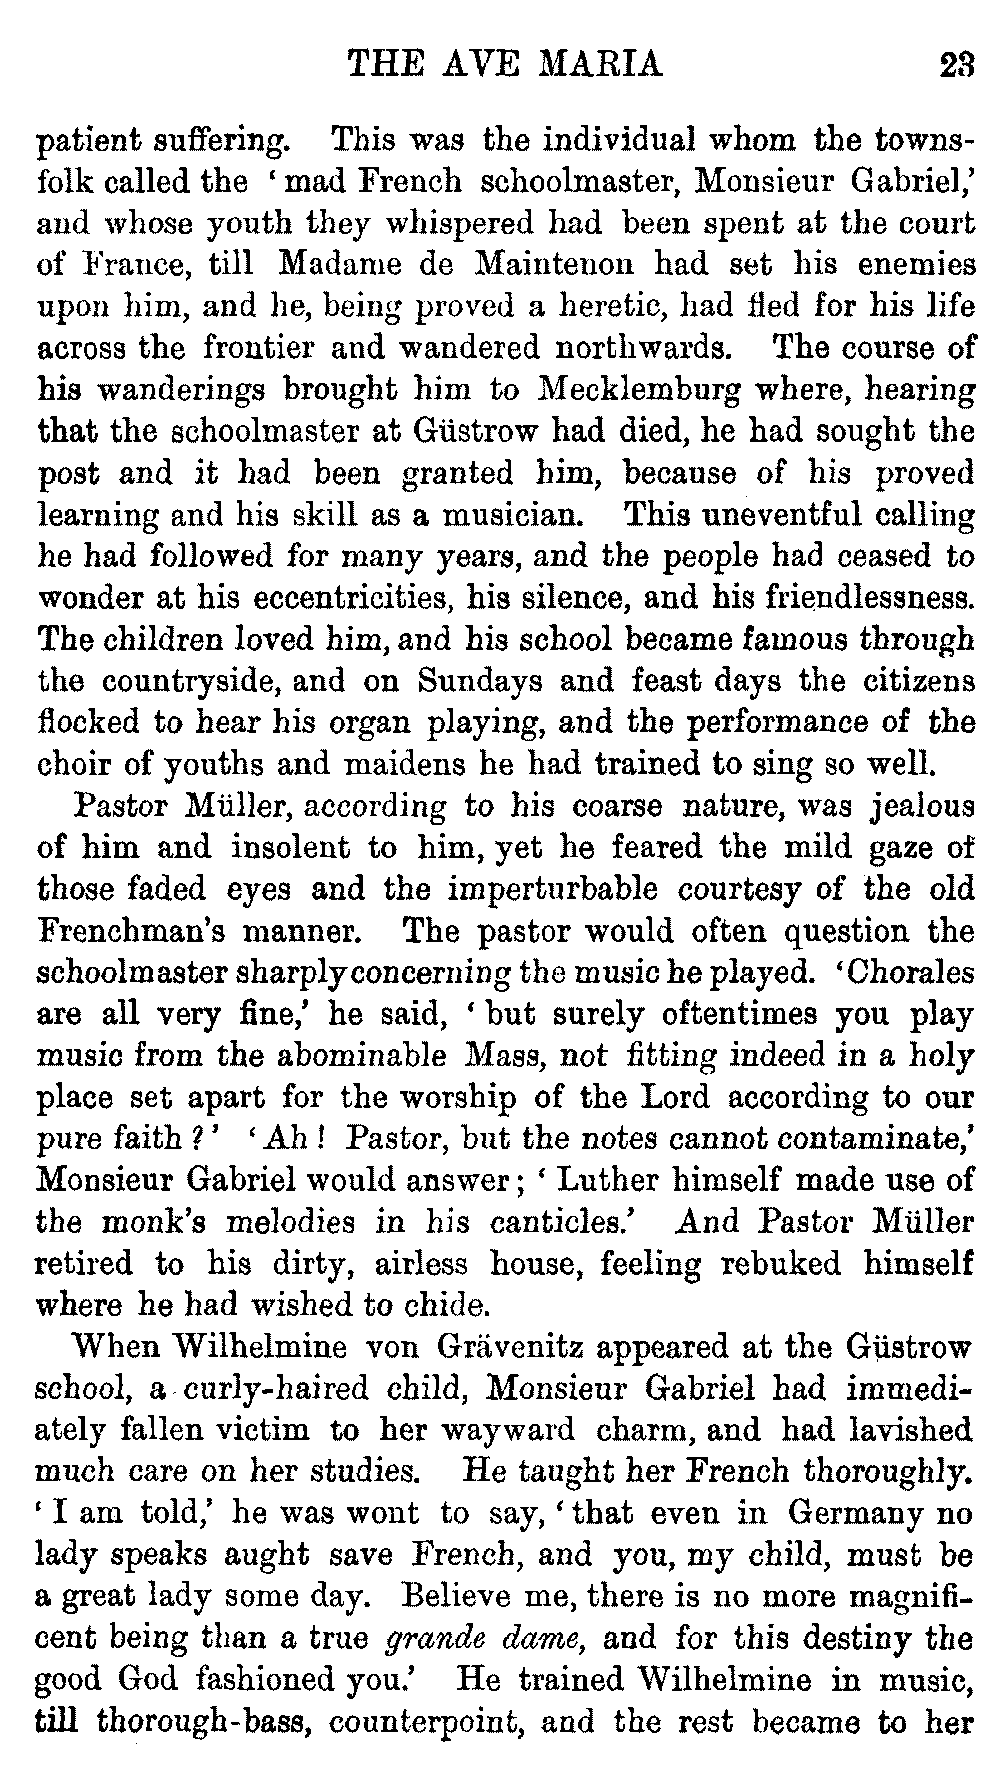 THE AVE MARIA 23
patient suffering. This was the individual whom the towns-
folk called the ‘mad French schoolmaster, Monsieur Gabriel,’
and whose youth they whispered had been spent at the court
of France, till Madame de Maintenon had set his enemies
upon him, and he, being proved a heretic, had fled for his life
across the frontier and wandered northwards. The course of
his wanderings brought him to Mecklemburg where, hearing
that the schoolmaster at Güstrow had died, he had sought the
post and it had been granted him, because of his proved
learning and his skill as a musician. This uneventful calling
he had followed for many years, and the people had ceased to
wonder at his eccentricities, his silence, and his friendlessness.
The children loved him, and his school became famous through
the countryside, and on Sundays and feast days the citizens
flocked to hear his organ playing, and the performance of the
choir of youths and maidens he had trained to sing so well.
Pastor Müller, according to his coarse nature, was jealous
of him and insolent to him, yet he feared the mild gaze of
those faded eyes and the imperturbable courtesy of the old
Frenchman’s manner. The pastor would often question the
schoolmaster sharply concerning the music he played. ‘Chorales
are all very fine,’ he said, ‘but surely oftentimes you play
music from the abominable Mass, not fitting indeed in a holy
place set apart for the worship of the Lord according to our
pure faith?’ ‘Ah! Pastor, but the notes cannot contaminate,’
Monsieur Gabriel would answer; ‘Luther himself made use of
the monk’s melodies in his canticles.’ And Pastor Müller
retired to his dirty, airless house, feeling rebuked himself
where he had wished to chide.
When Wilhelmine von Grävenitz appeared at the Güstrow
school, a curly-haired child, Monsieur Gabriel had immedi-
ately fallen victim to her wayward charm, and had lavished
much care on her studies. He taught her French thoroughly.
‘I am told,’ he was wont to say, ‘that even in Germany no
lady speaks aught save French, and you, my child, must be
a great lady some day. Believe me, there is no more magnifi-
cent being than a true grande dame, and for this destiny the
good God fashioned you.’ He trained Wilhelmine in music,
till thorough-bass, counterpoint, and the rest became to her